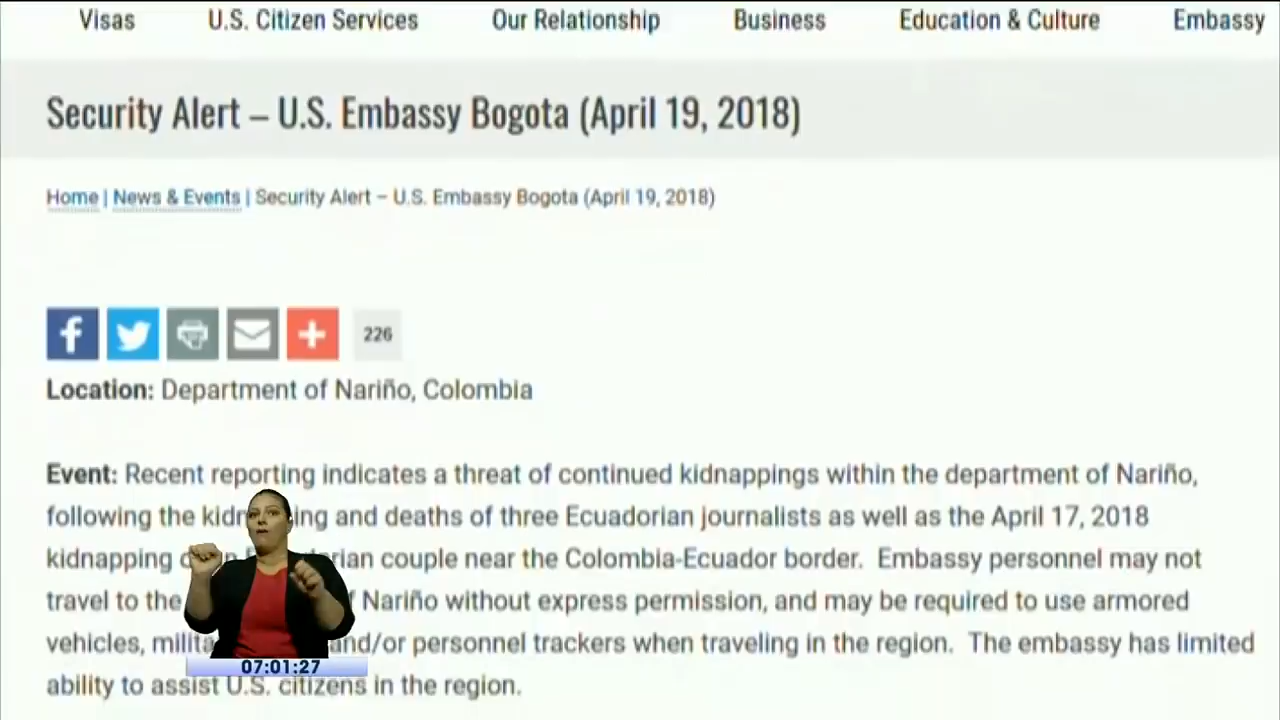 Visas U.S. Citizen Services Our Relationship Business Education & Culture Embassy
Security Alert – U.S. Embassy Bogota (April 19, 2018)
Home | News & Events | Security Alert – U.S. Embassy Bogota (April 19, 2018)
226
Location: Department of Nariño, Colombia
Event: Recent reporting indicates a threat of continued kidnappings within the department of Nariño,
following the and deaths of three Ecuadorian journalists as well as the April 17, 2018
kidnapping couple near the Colombia-Ecuador border. Embassy personnel may not
travel to the Nariño without express permission, and may be required to use armored
vehicles, and/or personnel trackers when traveling in the region. The embassy has limited
07:01:27
ability to assist U.S. citizens in the region.